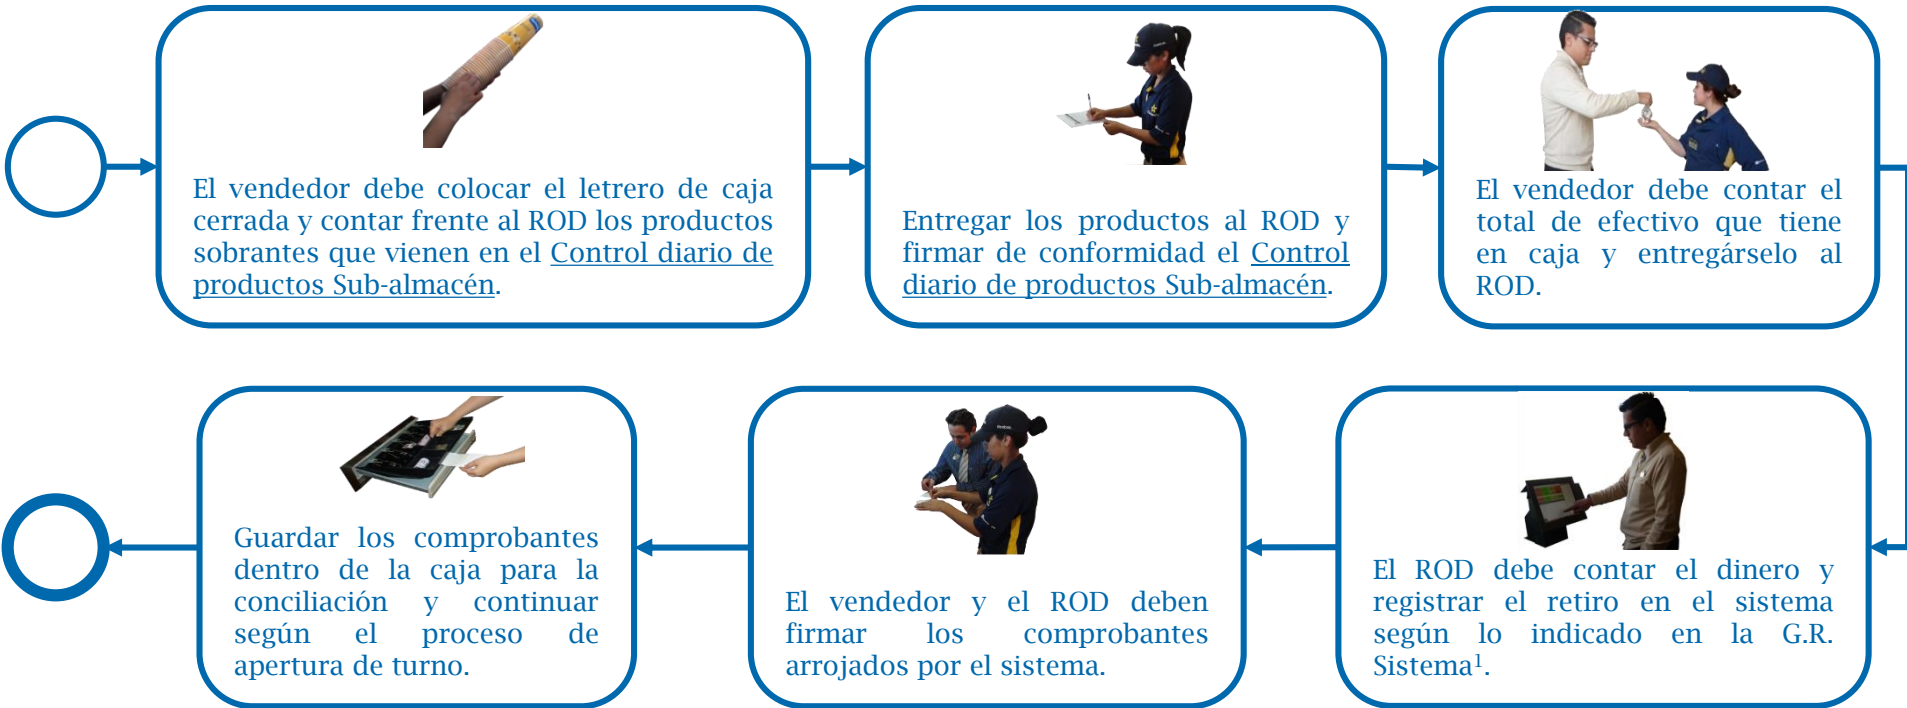 El vendedor debe colocar el letrero de caja
cerrada y contar frente al ROD los productos
sobrantes que vienen en el Control diario de
productos Sub-almacén.
Entregar los productos al ROD y
firmar de conformidad el Control
diario de productos Sub-almacén.
El vendedor debe contar el
total de efectivo que tiene
en caja y entregárselo al
ROD.
El ROD debe contar el dinero y
registrar el retiro en el sistema
según lo indicado en la G.R.
Sistema¹.
El vendedor y el ROD deben
firmar los comprobantes
arrojados por el sistema.
Guardar los comprobantes
dentro de la caja para la
conciliación y continuar
según el proceso de
apertura de turno.